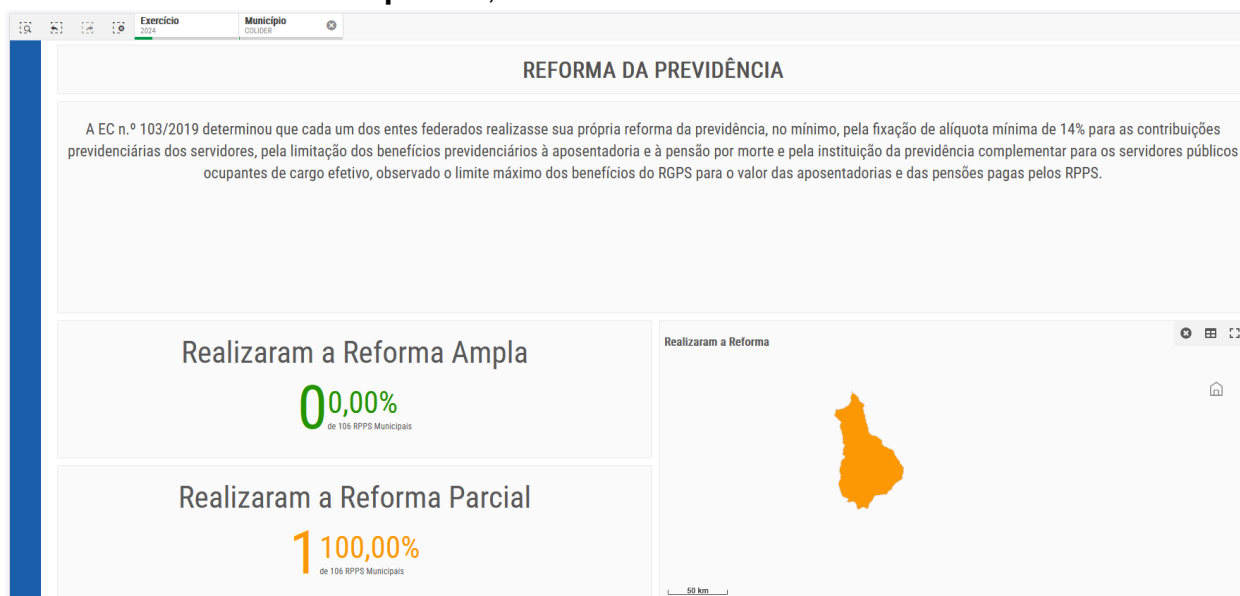 Exercício
2024
Município
COLIDER
REFORMA DA PREVIDÊNCIA
A EC n.º 103/2019 determinou que cada um dos entes federados realizasse sua própria reforma da previdência, no mínimo, pela fixação de alíquota mínima de 14% para as contribuições
previdenciárias dos servidores, pela limitação dos benefícios previdenciários à aposentadoria e à pensão por morte e pela instituição da previdência complementar para os servidores públicos
ocupantes de cargo efetivo, observado o limite máximo dos benefícios do RGPS para o valor das aposentadorias e das pensões pagas pelos RPPS.
Realizaram a Reforma Ampla
0 0,00%
de 106 RPPS Municipais
Realizaram a Reforma Parcial
1 100,00%
de 106 RPPS Municipais
Realizaram a Reforma
50 km